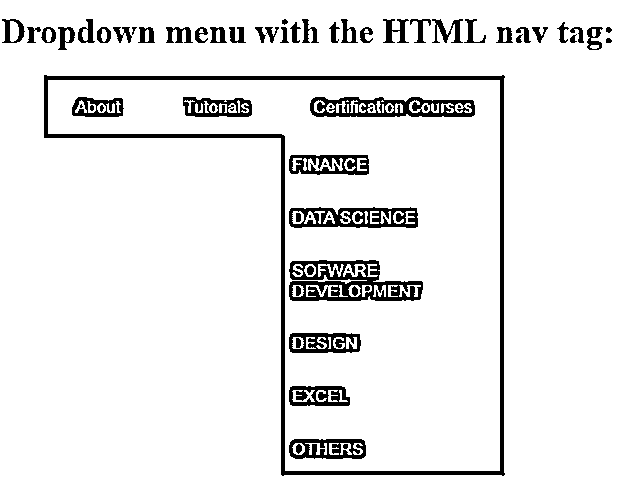 Dropdown menu with the HTML nav tag:
About Tutorials Certification Courses
FINANCE
DATA SCIENCE
SOFWARE
DEVELOPMENT
DESIGN
EXCEL
OTHERS